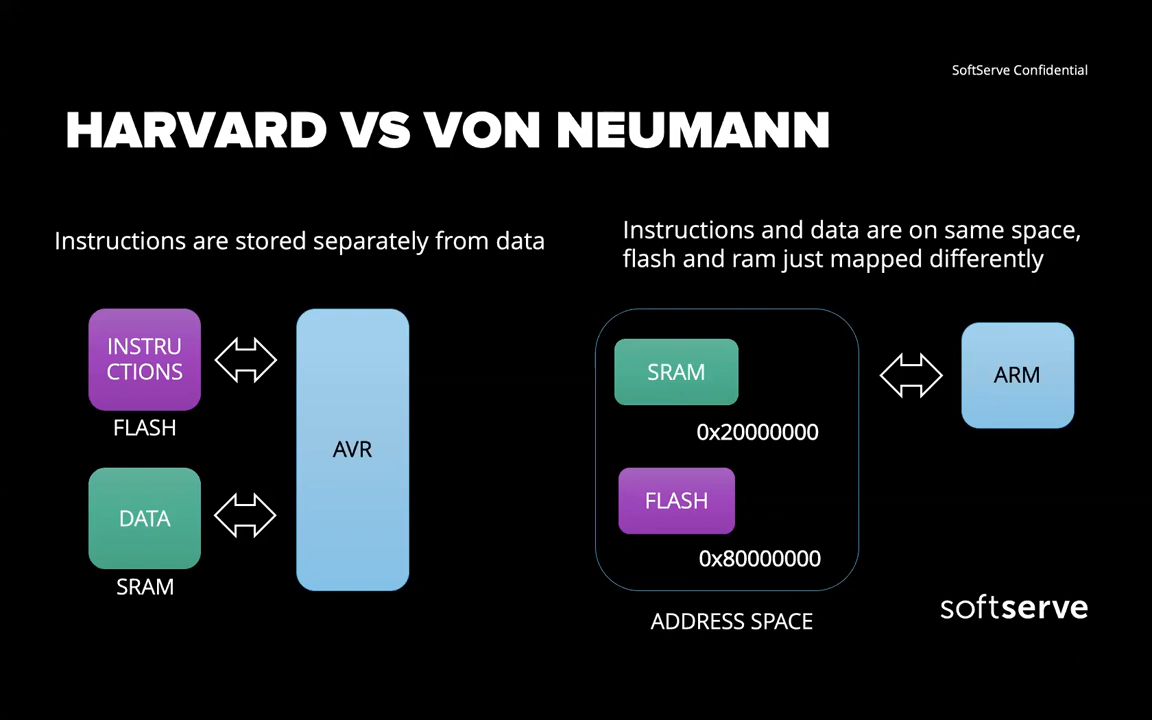 SoftServe Confidential
HARVARD VS VON NEUMANN
Instructions are stored separately from data
INSTRU
CTIONS
FLASH
DATA
SRAM
AVR
Instructions and data are on same space,
flash and ram just mapped differently
SRAM
0x20000000
FLASH
0x80000000
ADDRESS SPACE
ARM
softserve